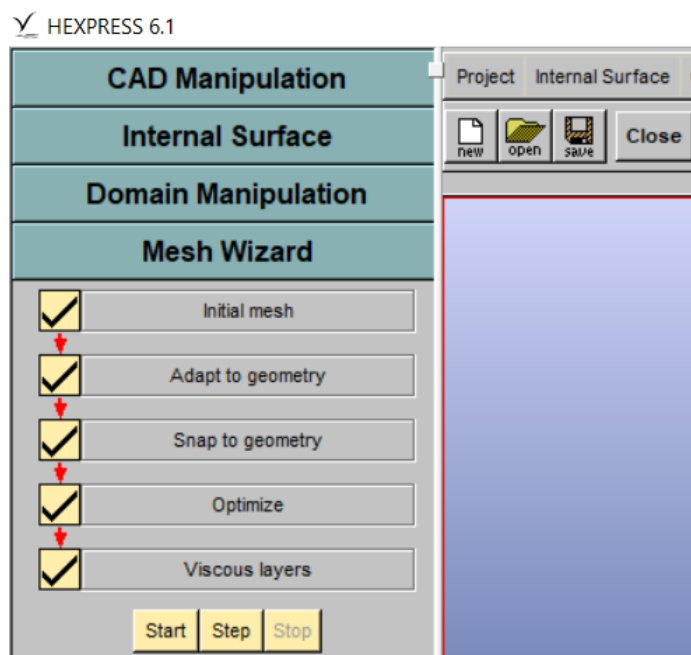 HEXPRESS 6.1
CAD Manipulation
Internal Surface
Domain Manipulation
Mesh Wizard
Initial mesh
Adapt to geometry
Snap to geometry
Optimize
Viscous layers
Start Step Stop
Project Internal Surface
new open save Close